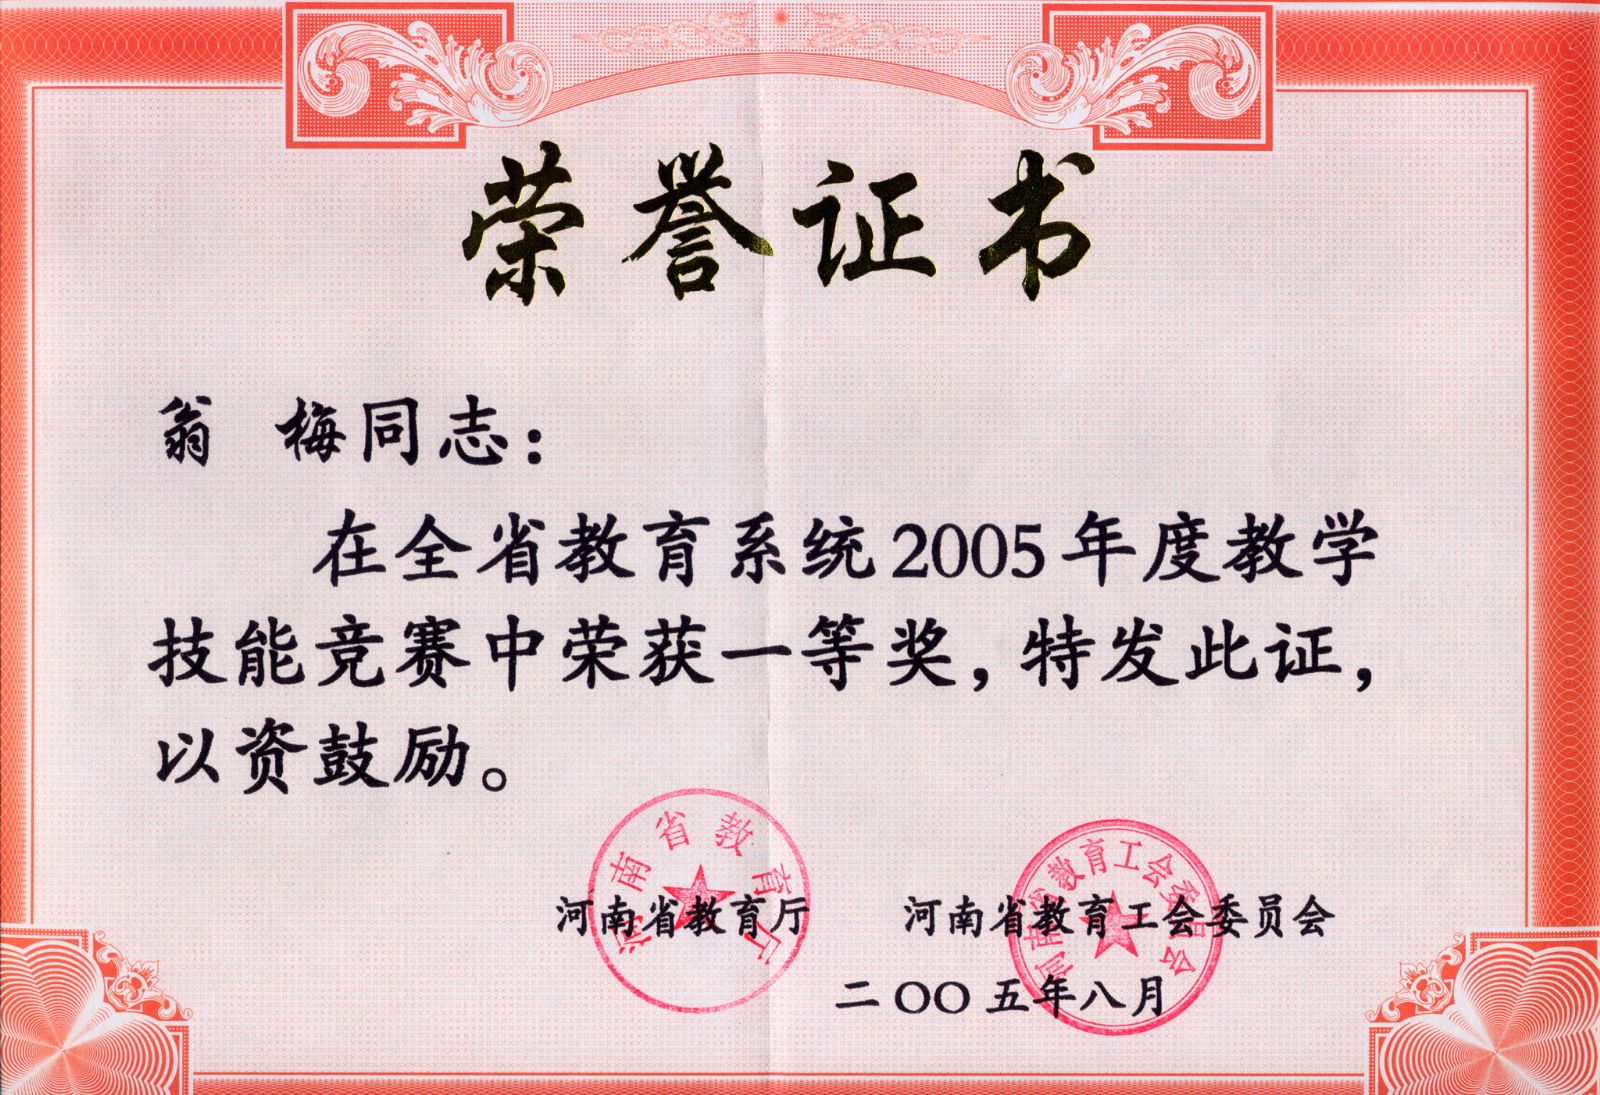 荣誉证书
翁 梅同志：
在全省教育系统2005年度教学
技能竞赛中荣获一等奖，特发此证，
以资鼓励。
河南省教育厅
河南省教育工会委员会
河南省教育厅 河南省教育工会委员会
二〇〇五年八月